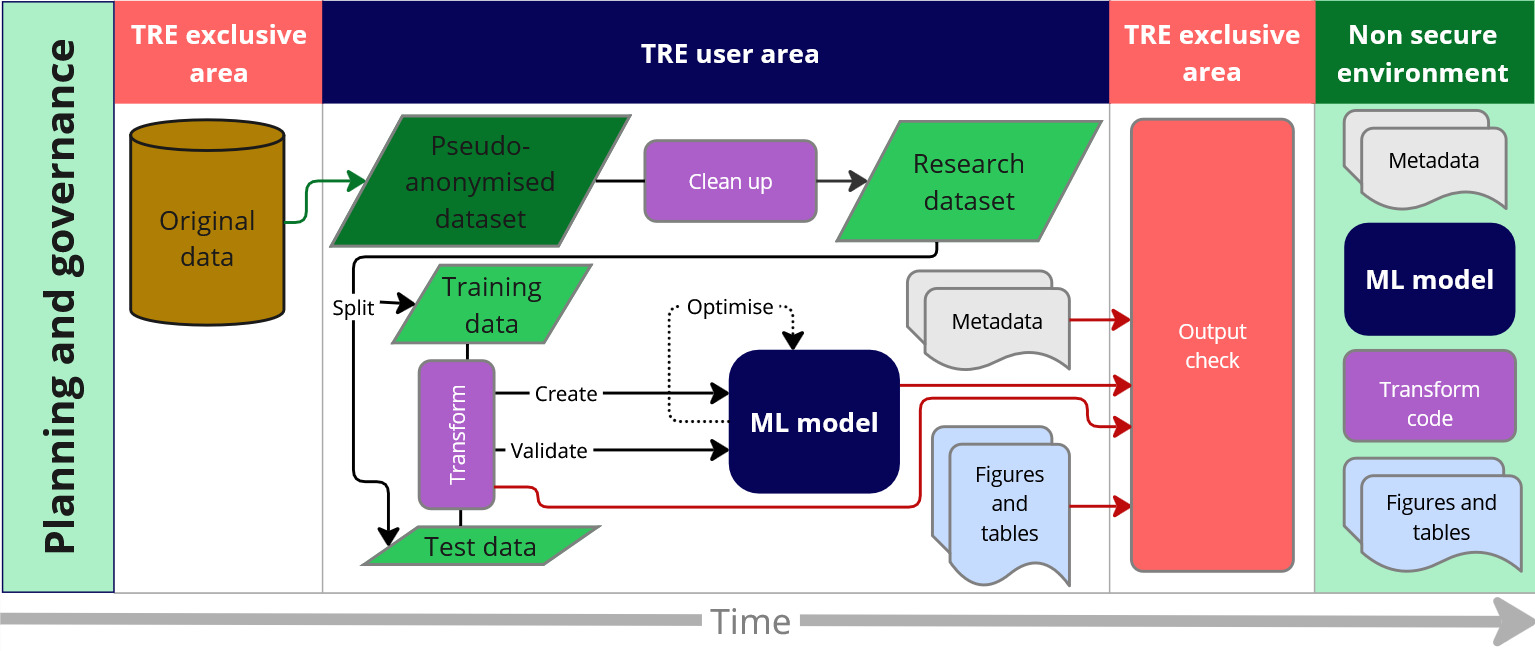 Planning and governance
TRE exclusive
area
TRE user area
TRE exclusive
area
Non secure
environment
Original
data
Pseudo-
anonymised
dataset
Clean up
Research
dataset
Split
Training
data
Transform
Test data
Create
Validate
Optimise
ML model
Metadata
Figures
and
tables
Output
check
Metadata
ML model
Transform
code
Figures and
tables
Time